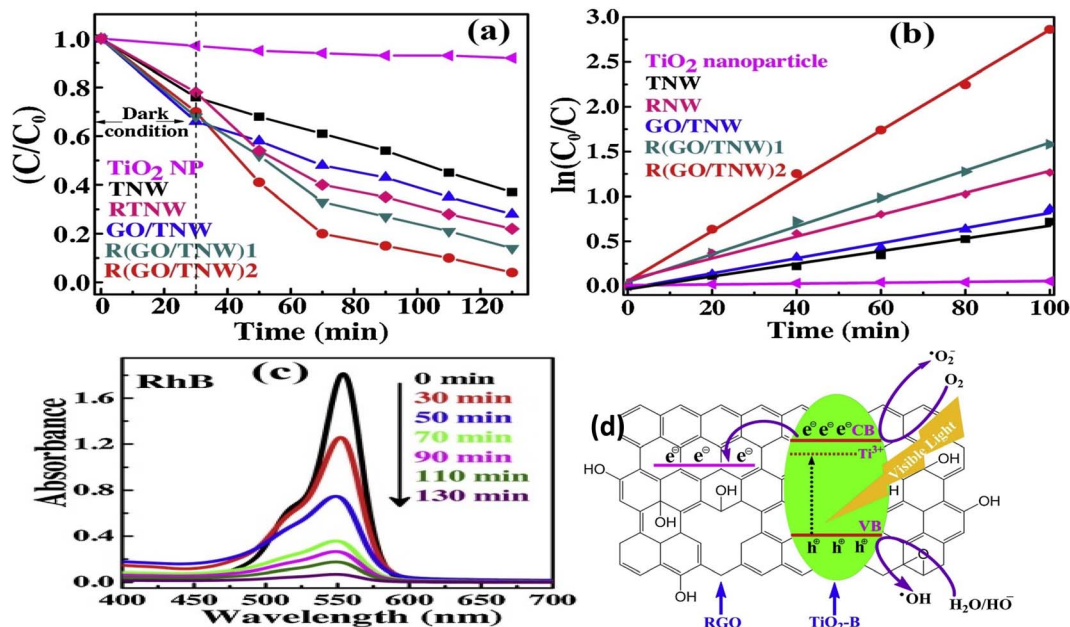 (a)
(C/C0)
1.0
0.8
0.6
0.4
0.2
0.0
Dark
condition
TiO2 NP
TNW
RTNW
GO/TNW
R(GO/TNW)1
R(GO/TNW)2
0 20 40 60 80 100 120
Time (min)
(b)
ln(C0/C)
3.0
2.5
2.0
1.5
1.0
0.5
0.0
TiO2 nanoparticle
TNW
RNW
GO/TNW
R(GO/TNW)1
R(GO/TNW)2
0 20 40 60 80 100
Time (min)
RhB
(c)
Absorbance
1.6
1.2
0.8
0.4
0.0
0 min
30 min
50 min
70 min
90 min
110 min
130 min
400 450 500 550 600 650 700
Wavelength (nm)
(d)
•O2−
O2
e⊖ e⊖ e⊖ CB
Ti3+
Visible Light
e⊖ e⊖ e⊖
HO
OH
OH
H
OH
VB
h⊕ h⊕ h⊕
O
OH
OH
•OH
H2O/HO−
RGO
TiO2-B